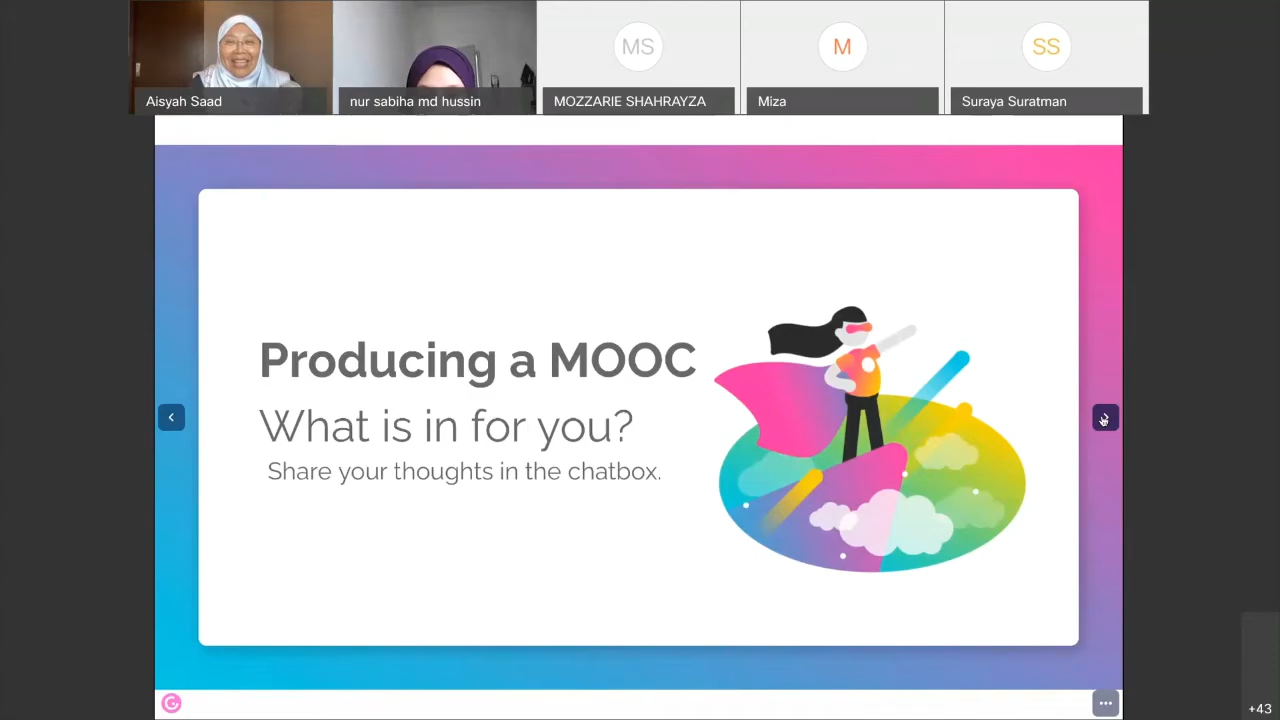 Aisyah Saad
nur sabiha md hussin
MS
MOZZARIE SHAHRAYZA
M
Miza
SS
Suraya Suratman
Producing a MOOC
What is in for you?
Share your thoughts in the chatbox.
+43